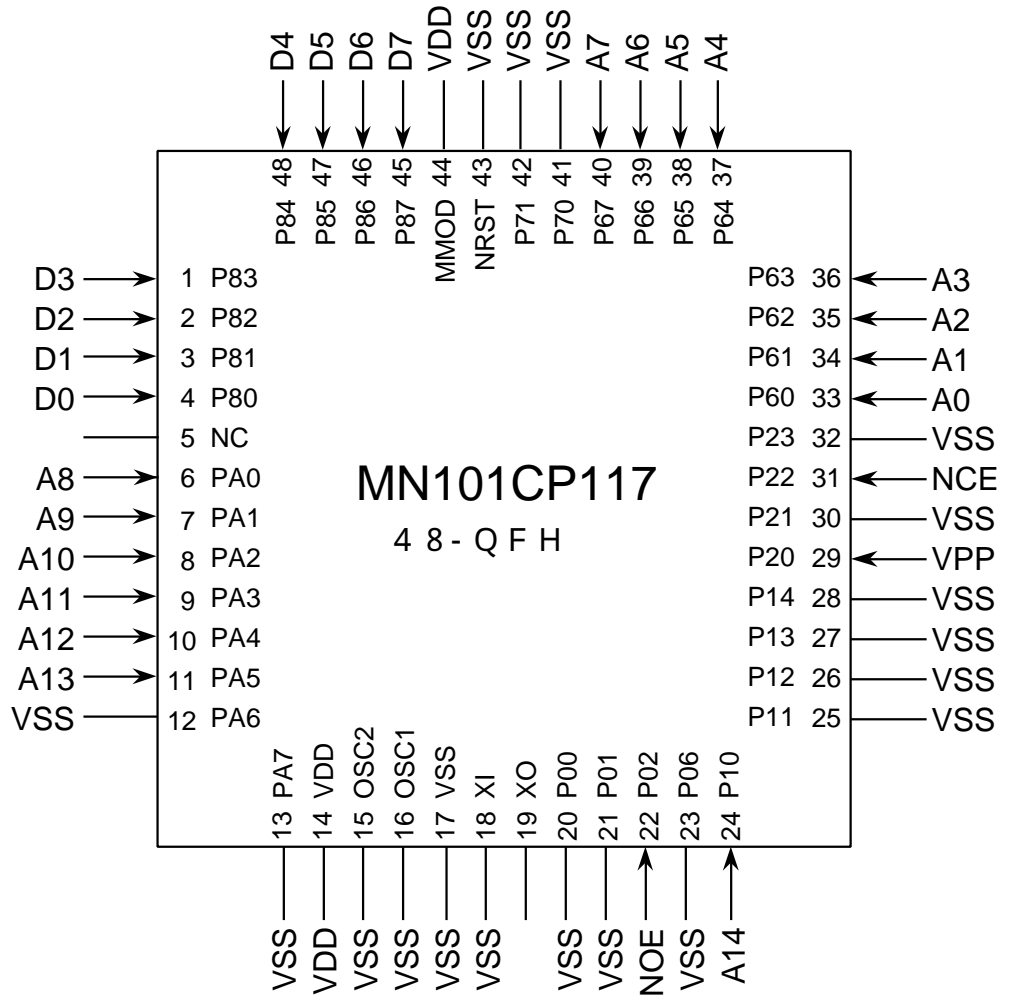 D4 D5 D6 D7 VDD VSS VSS VSS A7 A6 A5 A4
48 47 46 45 44 43 42 41 40 39 38 37
P84 P85 P86 P87 MMOD NRST P71 P70 P67 P66 P65 P64
D3 1 P83 P63 36 A3
D2 2 P82 P62 35 A2
D1 3 P81 P61 34 A1
D0 4 P80 P60 33 A0
5 NC P23 32 VSS
A8 6 PA0 P22 31 NCE
A9 7 PA1 P21 30 VSS
A10 8 PA2 P20 29 VPP
A11 9 PA3 P14 28 VSS
A12 10 PA4 P13 27 VSS
A13 11 PA5 P12 26 VSS
VSS 12 PA6 P11 25 VSS
MN101CP117
48-QFH
PA7 VDD OSC2 OSC1 VSS XI XO P00 P01 P02 P06 P10
13 14 15 16 17 18 19 20 21 22 23 24
VSS VDD VSS VSS VSS VSS VSS VSS NOE VSS A14